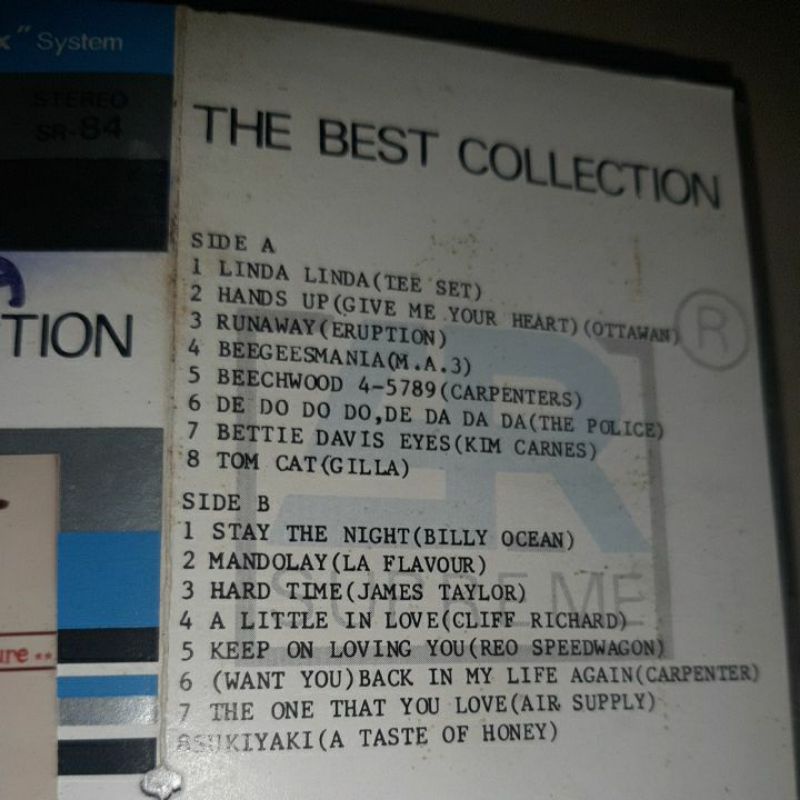 " System
STEREO
SR-84
TION
ure **
THE BEST COLLECTION
SIDE A
1 LINDA LINDA(TEE SET)
2 HANDS UP(GIVE ME YOUR HEART)(OTTAWAN)
3 RUNAWAY(ERUPTION)
4 BEEGEESMANIA(M.A.3)
5 BEECHWOOD 4-5789(CARPENTERS)
6 DE DO DO DO,DE DA DA DA(THE POLICE)
7 BETTIE DAVIS EYES(KIM CARNES)
8 TOM CAT(GILLA)
SIDE B
1 STAY THE NIGHT(BILLY OCEAN)
2 MANDOLAY(LA FLAVOUR)
3 HARD TIME(JAMES TAYLOR)
4 A LITTLE IN LOVE(CLIFF RICHARD)
5 KEEP ON LOVING YOU(REO SPEEDWAGON)
6 (WANT YOU)BACK IN MY LIFE AGAIN(CARPENTER)
7 THE ONE THAT YOU LOVE(AIR SUPPLY)
8SUKIYAKI(A TASTE OF HONEY)
SR
SUPREME
®